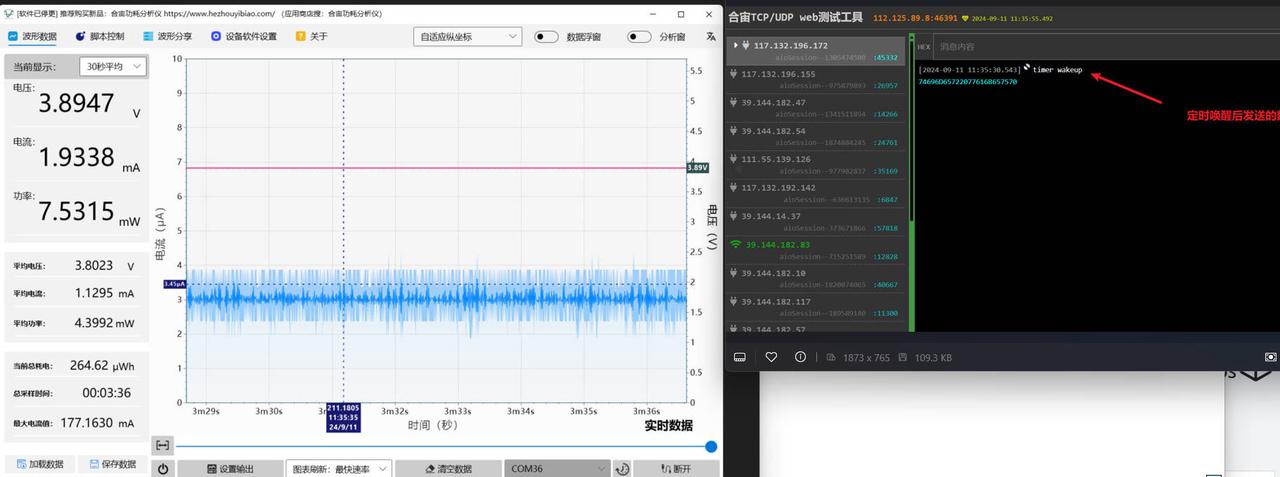 [软件已停更] 推荐购买新品：合宙功耗分析仪 https://www.hezhouyibiao.com/ （应用商店搜：合宙功耗分析仪）
波形数据 脚本控制 波形分析 设备软件设置 关于 自适应纵坐标 数据浮窗 分析窗
当前显示： 30秒平均
电压:
3.8947 V
电流:
1.9338 mA
功率:
7.5315 mW
平均电压: 3.8023 V
平均电流: 1.1295 mA
平均功率: 4.3992 mW
当前总耗电: 264.62 μWh
总采样时间: 00:03:36
最大电流值: 177.1630 mA
加载数据 保存数据
10
9
8
7
6
5
4
3
2
1
0
电流 (μA)
3.45μA
5.5
5
4.5
4
3.89V
3.5
3
2.5
2
1.5
1
0.5
0
电压 (V)
3m29s 3m30s 3m32s 3m33s 3m34s 3m35s 3m36s
211.1805
11:35:35
24/9/11
时间（秒）
实时数据
设置输出 图表刷新: 最快速率 清空数据 COM36 断开
合宙TCP/UDP web测试工具 112.125.89.8:46391 2024-09-11 11:35:55.492
117.132.196.172
aioSession--1305474500 :45332
117.132.196.155
aioSession--975879893 :26957
39.144.182.47
aioSession--1341511894 :14266
39.144.182.54
aioSession--1874884245 :24761
111.55.139.126
aioSession--977982837 :35169
117.132.192.142
aioSession--636613135 :6847
39.144.14.37
aioSession-373671866 :57818
39.144.182.83
aioSession--715251589 :12828
39.144.182.10
aioSession-1820074065 :40667
39.144.182.117
aioSession--189589140 :11300
39.144.182.57
HEX 消息内容
[2024-09-11 11:35:30.543] timer wakeup
74696D657220776168657570
定时唤醒后发送的
1873 x 765 109.3 KB